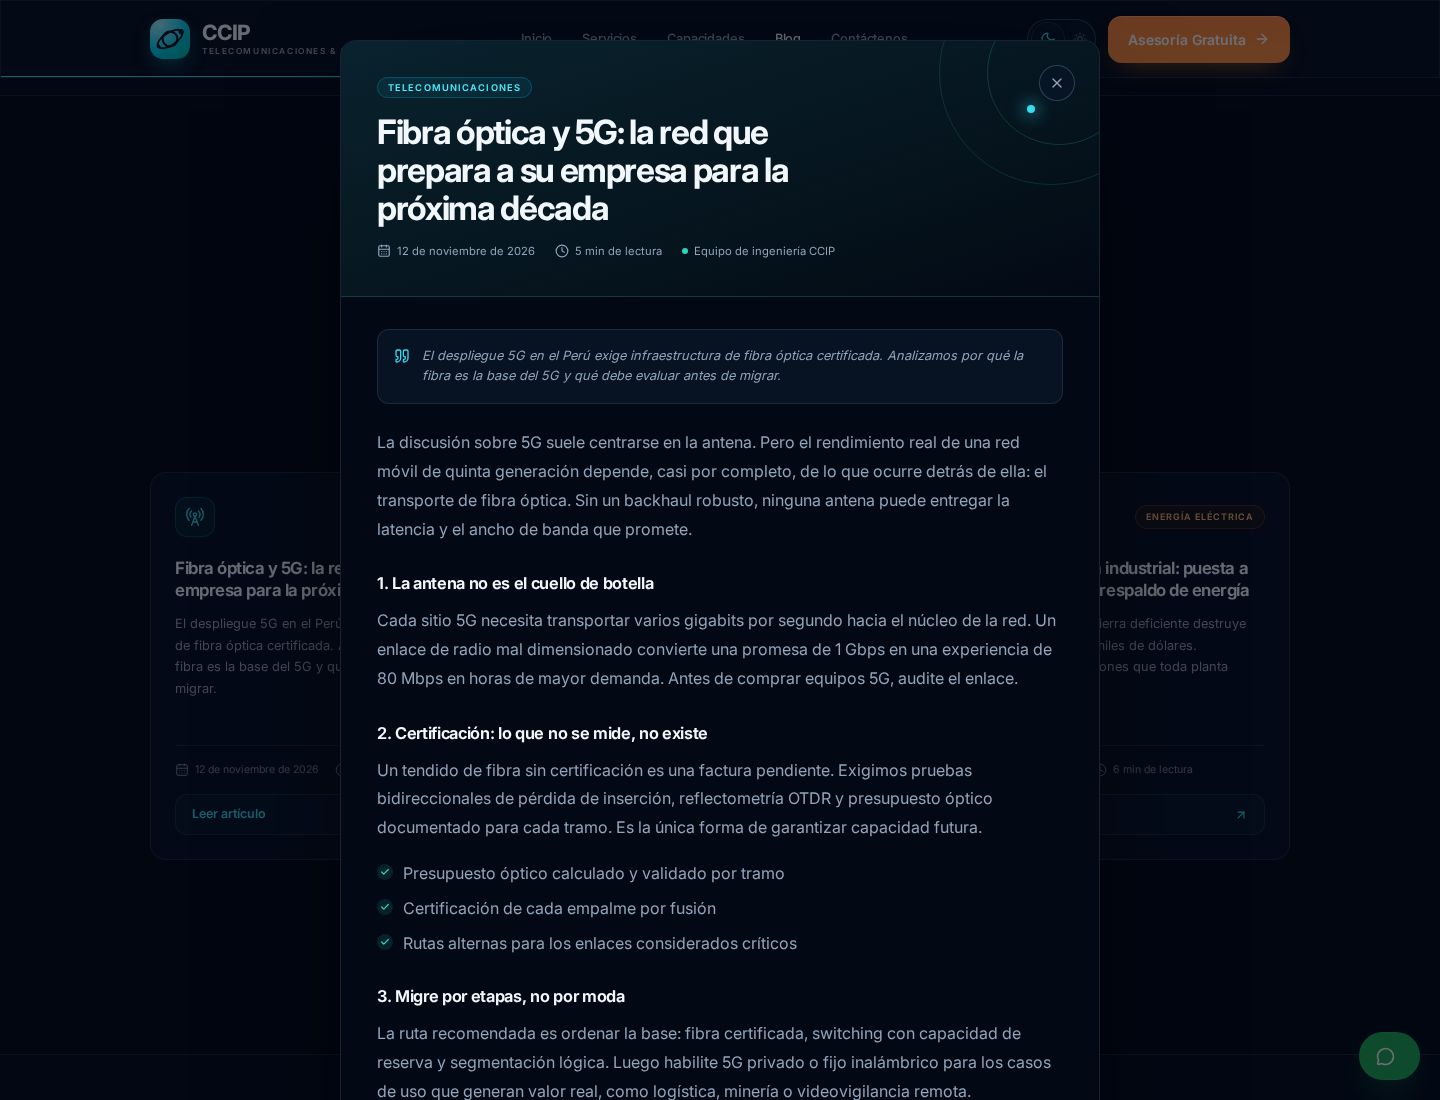 CCIP
TELECOMUNICACIONES &
Inicio
Servicios
Capacidades
Blog
Contáctenos
Asesoría Gratuita
TELECOMUNICACIONES
Fibra óptica y 5G: la red que
prepara a su empresa para la
próxima década
12 de noviembre de 2026
5 min de lectura
Equipo de ingeniería CCIP
El despliegue 5G en el Perú exige infraestructura de fibra óptica certificada. Analizamos por qué la
fibra es la base del 5G y qué debe evaluar antes de migrar.
La discusión sobre 5G suele centrarse en la antena. Pero el rendimiento real de una red
móvil de quinta generación depende, casi por completo, de lo que ocurre detrás de ella: el
transporte de fibra óptica. Sin un backhaul robusto, ninguna antena puede entregar la
latencia y el ancho de banda que promete.
1. La antena no es el cuello de botella
Cada sitio 5G necesita transportar varios gigabits por segundo hacia el núcleo de la red. Un
enlace de radio mal dimensionado convierte una promesa de 1 Gbps en una experiencia de
80 Mbps en horas de mayor demanda. Antes de comprar equipos 5G, audite el enlace.
2. Certificación: lo que no se mide, no existe
Un tendido de fibra sin certificación es una factura pendiente. Exigimos pruebas
bidireccionales de pérdida de inserción, reflectometría OTDR y presupuesto óptico
documentado para cada tramo. Es la única forma de garantizar capacidad futura.
Presupuesto óptico calculado y validado por tramo
Certificación de cada empalme por fusión
Rutas alternas para los enlaces considerados críticos
3. Migre por etapas, no por moda
La ruta recomendada es ordenar la base: fibra certificada, switching con capacidad de
reserva y segmentación lógica. Luego habilite 5G privado o fijo inalámbrico para los casos
de uso que generan valor real, como logística, minería o videovigilancia remota.
Fibra óptica y 5G: la
empresa para la
El despliegue 5G en el Perú
de fibra óptica certificada.
fibra es la base del 5G y
migrar.
12 de noviembre de 2026
Leer artículo
ENERGÍA ELÉCTRICA
industrial: puesta a
respaldo de energía
deficiente destruye
de dólares.
que toda planta
6 min de lectura